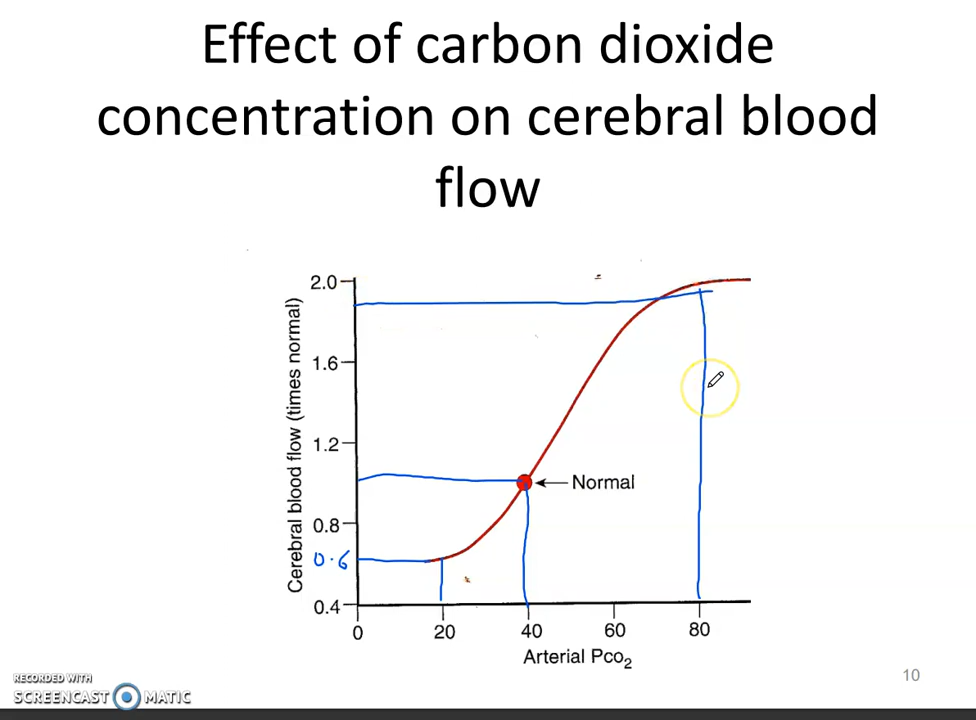 Effect of carbon dioxide
concentration on cerebral blood
flow
Cerebral blood flow (times normal)
2.0
1.6
1.2
Normal
0.8
0.6
0.4
0
20
40
60
80
Arterial Pco2
RECORDED WITH
SCREENCAST MATIC
10